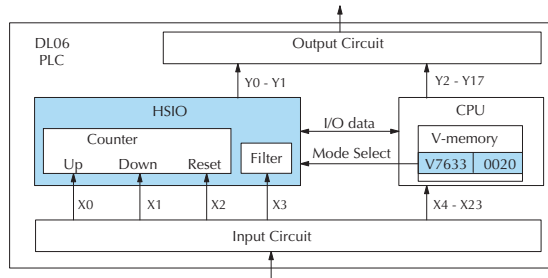 DL06
PLC
Output Circuit
Y0 - Y1
Y2 - Y17
HSIO
CPU
Counter
I/O data
V-memory
Up Down Reset
Filter
Mode Select
V7633 0020
X0
X1
X2
X3
X4 - X23
Input Circuit